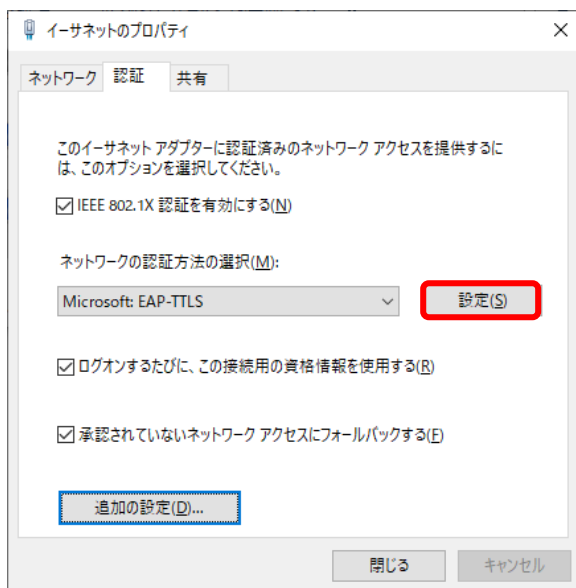 イーサネットのプロパティ
ネットワーク 認証 共有
このイーサネット アダプターに認証済みのネットワーク アクセスを提供するに
は、このオプションを選択してください。
IEEE 802.1X 認証を有効にする(N)
ネットワークの認証方法の選択(M):
Microsoft: EAP-TTLS 設定(S)
ログオンするたびに、この接続用の資格情報を使用する(R)
承認されていないネットワーク アクセスにフォールバックする(F)
追加の設定(D)...
閉じる キャンセル